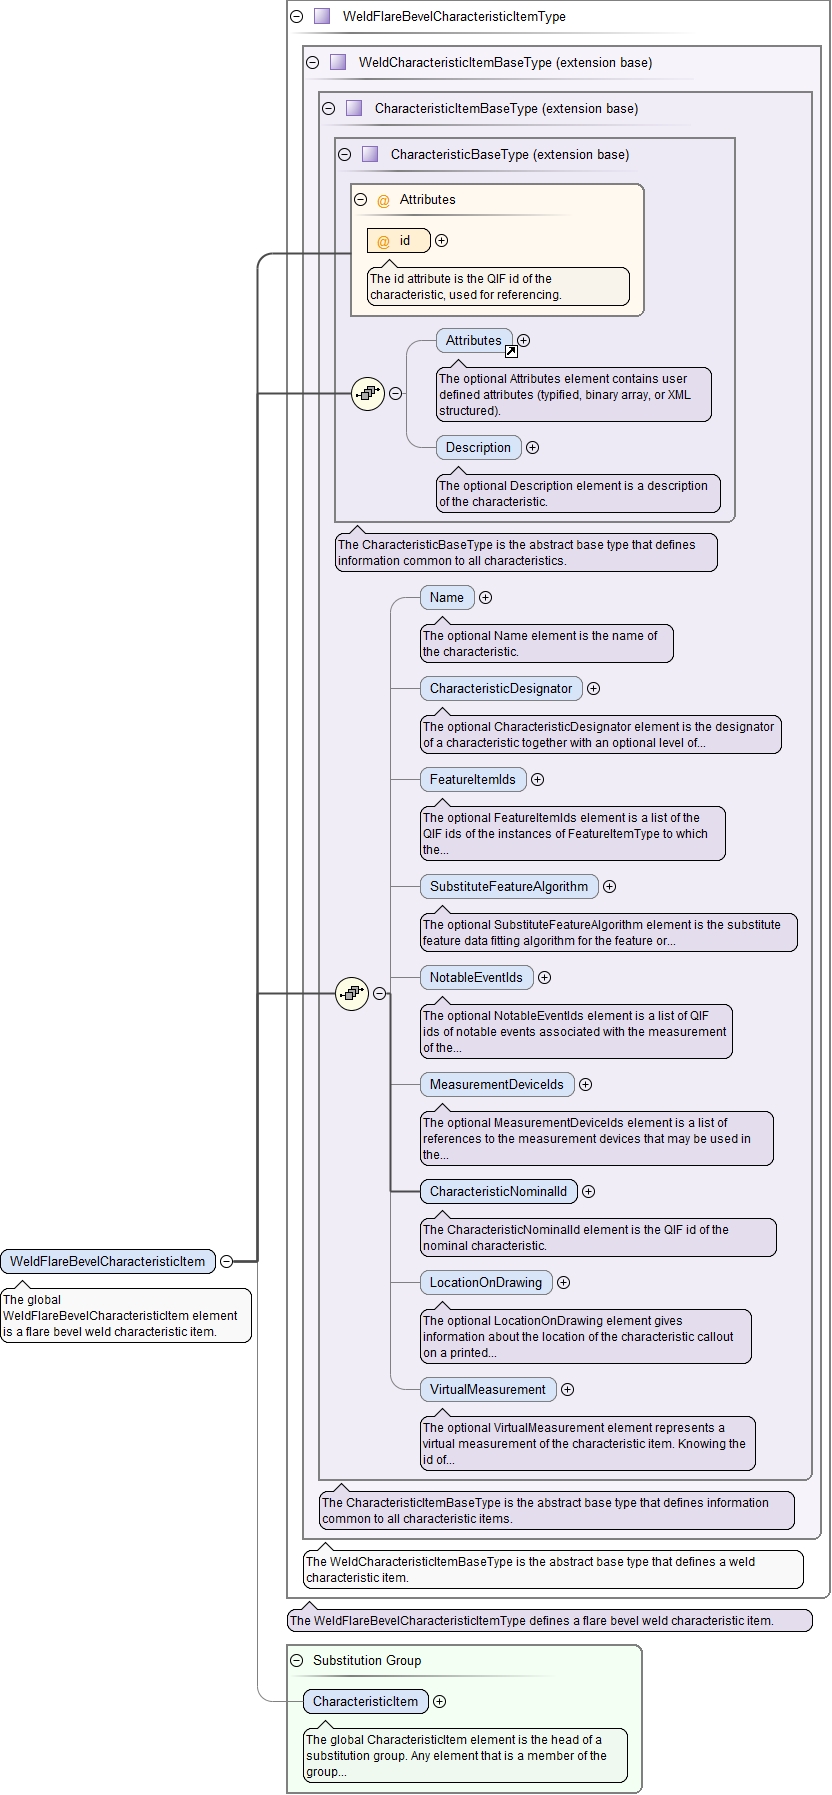 WeldFlareBevelCharacteristicItemType
WeldCharacteristicItemBaseType (extension base)
CharacteristicItemBaseType (extension base)
CharacteristicBaseType (extension base)
@ Attributes
@ id
The id attribute is the QIF id of the
characteristic, used for referencing.
Attributes
The optional Attributes element contains user
defined attributes (typified, binary array, or XML
structured).
Description
The optional Description element is a description
of the characteristic.
The CharacteristicBaseType is the abstract base type that defines
information common to all characteristics.
Name
The optional Name element is the name of
the characteristic.
CharacteristicDesignator
The optional CharacteristicDesignator element is the designator
of a characteristic together with an optional level of...
FeatureItemIds
The optional FeatureItemIds element is a list of the
QIF ids of the instances of FeatureItemType to which
the...
SubstituteFeatureAlgorithm
The optional SubstituteFeatureAlgorithm element is the substitute
feature data fitting algorithm for the feature or...
NotableEventIds
The optional NotableEventIds element is a list of QIF
ids of notable events associated with the measurement
of the...
MeasurementDeviceIds
The optional MeasurementDeviceIds element is a list of
references to the measurement devices that may be used in
the...
CharacteristicNominalId
The CharacteristicNominalId element is the QIF id of the
nominal characteristic.
WeldFlareBevelCharacteristicItem
The global
WeldFlareBevelCharacteristicItem element
is a flare bevel weld characteristic item.
LocationOnDrawing
The optional LocationOnDrawing element gives
information about the location of the characteristic callout
on a printed...
VirtualMeasurement
The optional VirtualMeasurement element represents a
virtual measurement of the characteristic item. Knowing the
id of...
The CharacteristicItemBaseType is the abstract base type that defines information
common to all characteristic items.
The WeldCharacteristicItemBaseType is the abstract base type that defines a weld
characteristic item.
The WeldFlareBevelCharacteristicItemType defines a flare bevel weld characteristic item.
Substitution Group
CharacteristicItem
The global CharacteristicItem element is the head of a
substitution group. Any element that is a member of the
group...